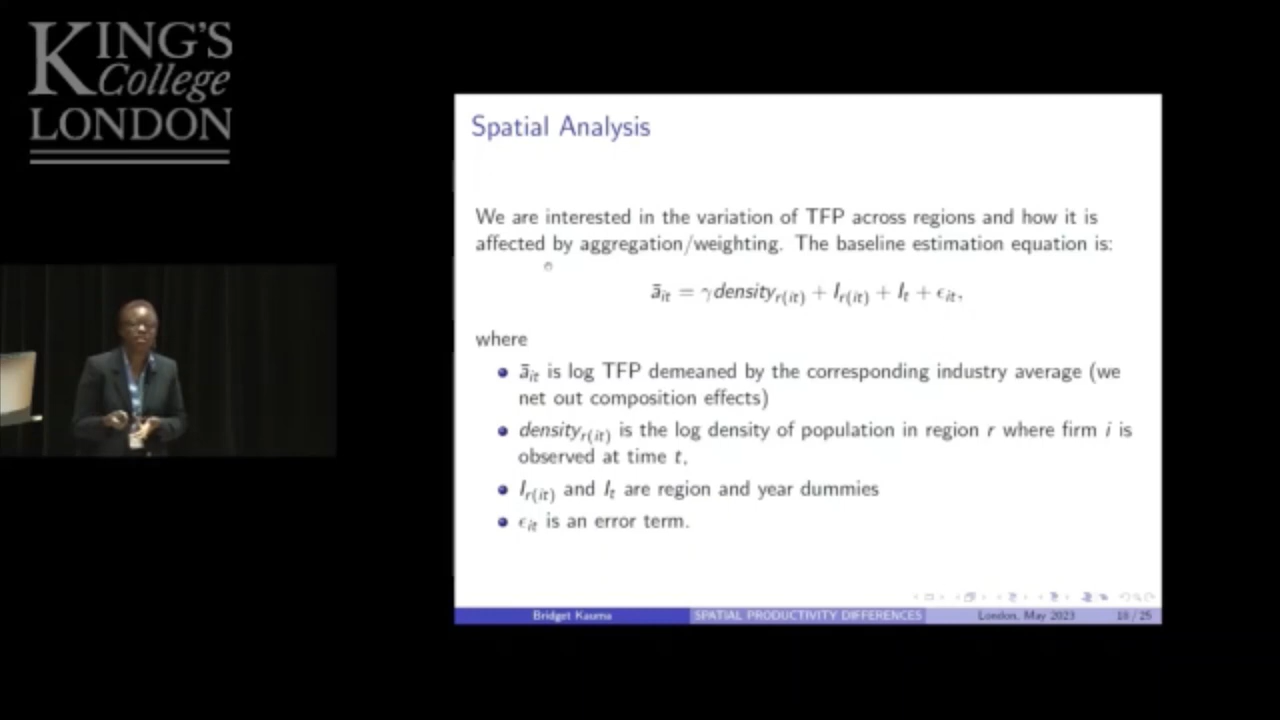 KING'S
College
LONDON
Spatial Analysis
We are interested in the variation of TFP across regions and how it is
affected by aggregation/weighting. The baseline estimation equation is:
ā_it = γdensity_r(it) + I_r(it) + I_t + ϵ_it,
where
ā_it is log TFP demeaned by the corresponding industry average (we
net out composition effects)
density_r(it) is the log density of population in region r where firm i is
observed at time t,
I_r(it) and I_t are region and year dummies
ϵ_it is an error term.
Bridget Kauma SPATIAL PRODUCTIVITY DIFFERENCES London, May 2023 18 / 25